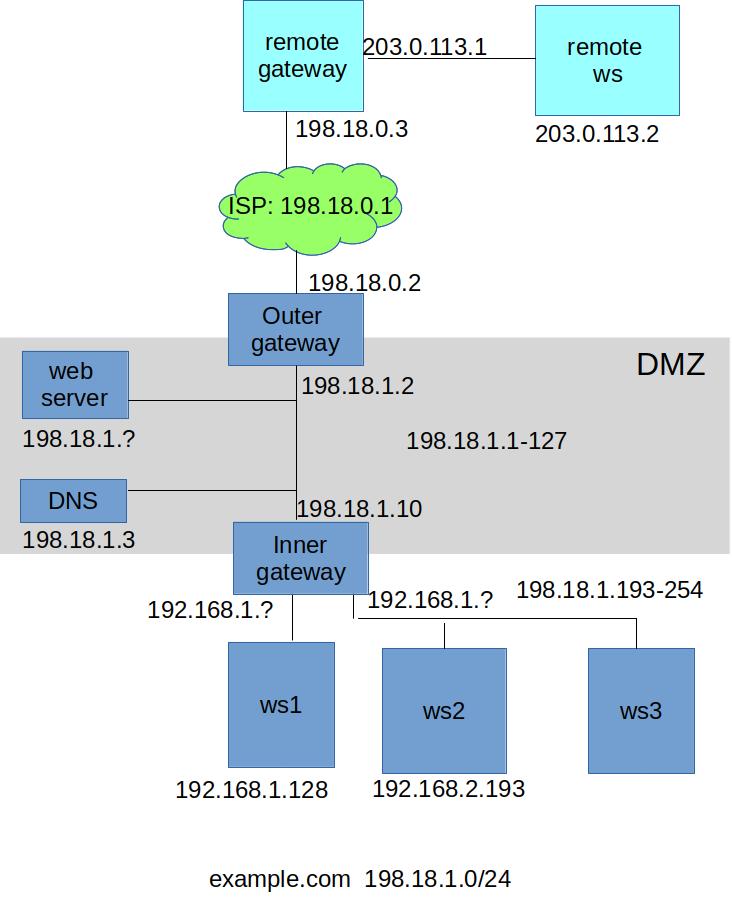 remote
gateway
203.0.113.1
remote
ws
198.18.0.3
203.0.113.2
ISP: 198.18.0.1
198.18.0.2
Outer
gateway
DMZ
web
server
198.18.1.2
198.18.1.?
198.18.1.1-127
DNS
198.18.1.10
198.18.1.3
Inner
gateway
192.168.1.?
192.168.1.?
198.18.1.193-254
ws1
ws2
ws3
192.168.1.128
192.168.2.193
example.com 198.18.1.0/24